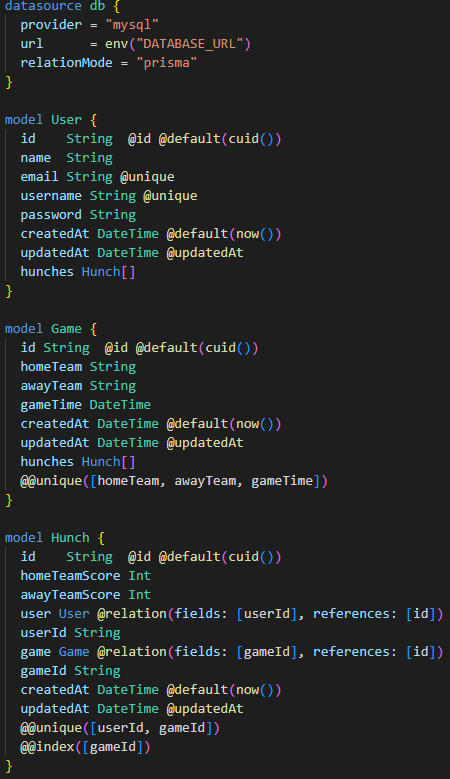 datasource db {
  provider = "mysql"
  url      = env("DATABASE_URL")
  relationMode = "prisma"
}

model User {
  id    String  @id @default(cuid())
  name  String
  email String @unique
  username String @unique
  password String
  createdAt DateTime @default(now())
  updatedAt DateTime @updatedAt
  hunches Hunch[]
}

model Game {
  id String  @id @default(cuid())
  homeTeam String
  awayTeam String
  gameTime DateTime
  createdAt DateTime @default(now())
  updatedAt DateTime @updatedAt
  hunches Hunch[]
  @@unique([homeTeam, awayTeam, gameTime])
}

model Hunch {
  id    String  @id @default(cuid())
  homeTeamScore Int
  awayTeamScore Int
  user User @relation(fields: [userId], references: [id])
  userId String
  game Game @relation(fields: [gameId], references: [id])
  gameId String
  createdAt DateTime @default(now())
  updatedAt DateTime @updatedAt
  @@unique([userId, gameId])
  @@index([gameId])
}